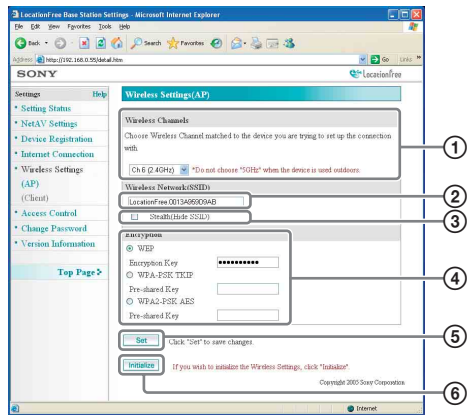 LocationFree Base Station Settings - Microsoft Internet Explorer
File Edit View Favorites Tools Help
Back Search Favorites
Address http://192.168.0.55/detail.htm Go Links
SONY LocationFree
Settings Help
Setting Status
NetAV Settings
Device Registration
Internet Connection
Wireless Settings
(AP)
(Client)
Access Control
Change Password
Version Information
Top Page
Wireless Settings(AP)
Wireless Channels
Choose Wireless Channel matched to the device you are trying to set up the connection
with.
Ch 6 (2.4GHz) *Do not choose "5GHz" when the device is used outdoors.
1
Wireless Network(SSID)
LocationFree.0013A959D9AB
2
Stealth(Hide SSID)
3
Encryption
WEP
Encryption Key ••••••••••
WPA-PSK TKIP
Pre-shared Key
WPA2-PSK AES
Pre-shared Key
4
Set Click "Set" to save changes.
5
Initialize If you wish to initialize the Wireless Settings, click "Initialize".
6
Copyright 2005 Sony Corporation
Internet